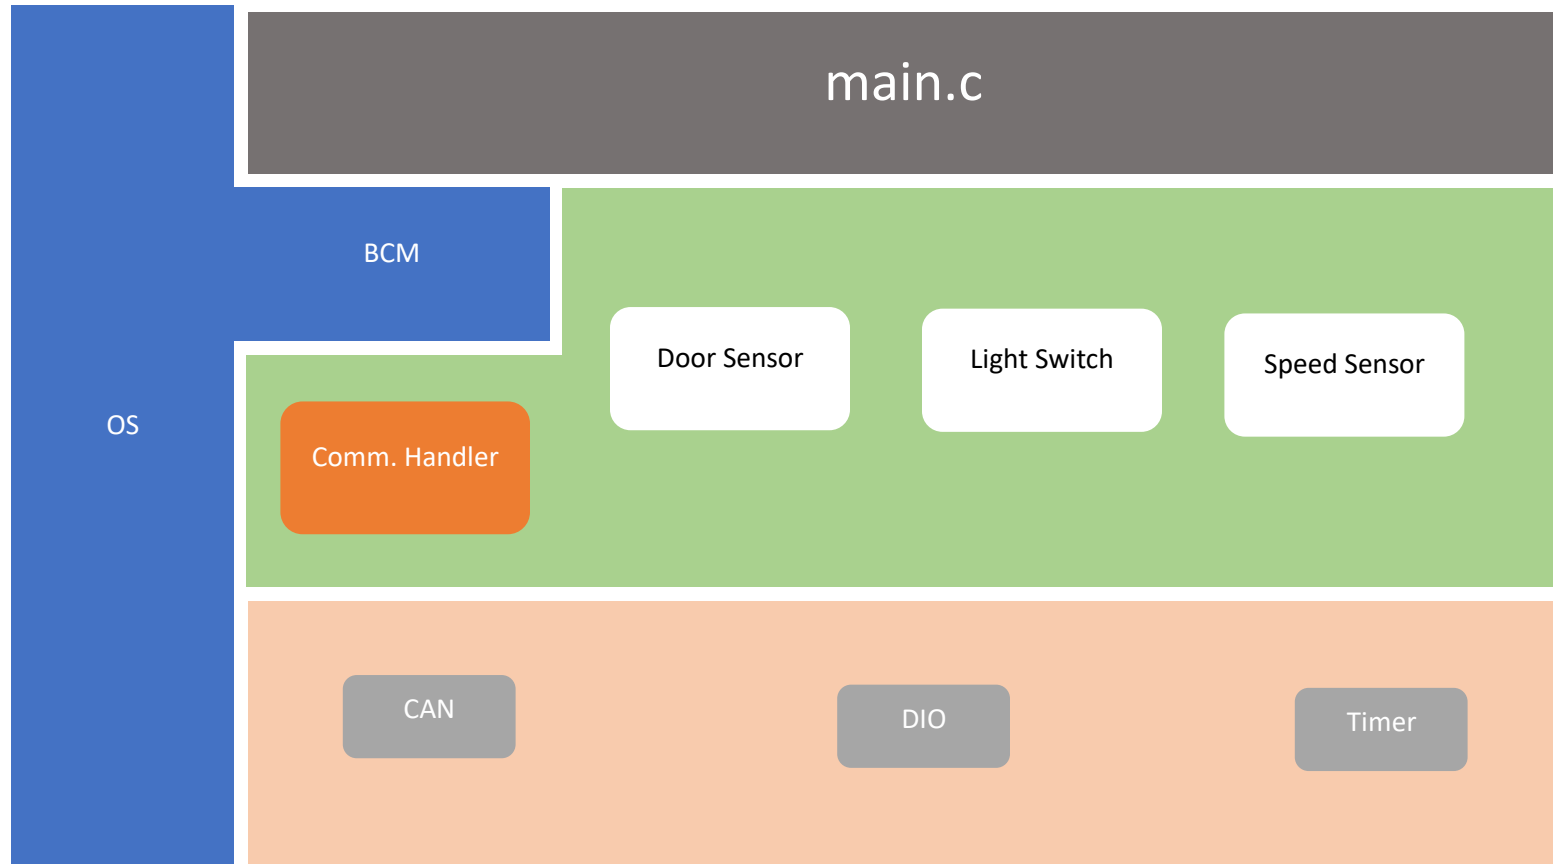 main.c
BCM
Door Sensor
Light Switch
Speed Sensor
OS
Comm. Handler
CAN
DIO
Timer